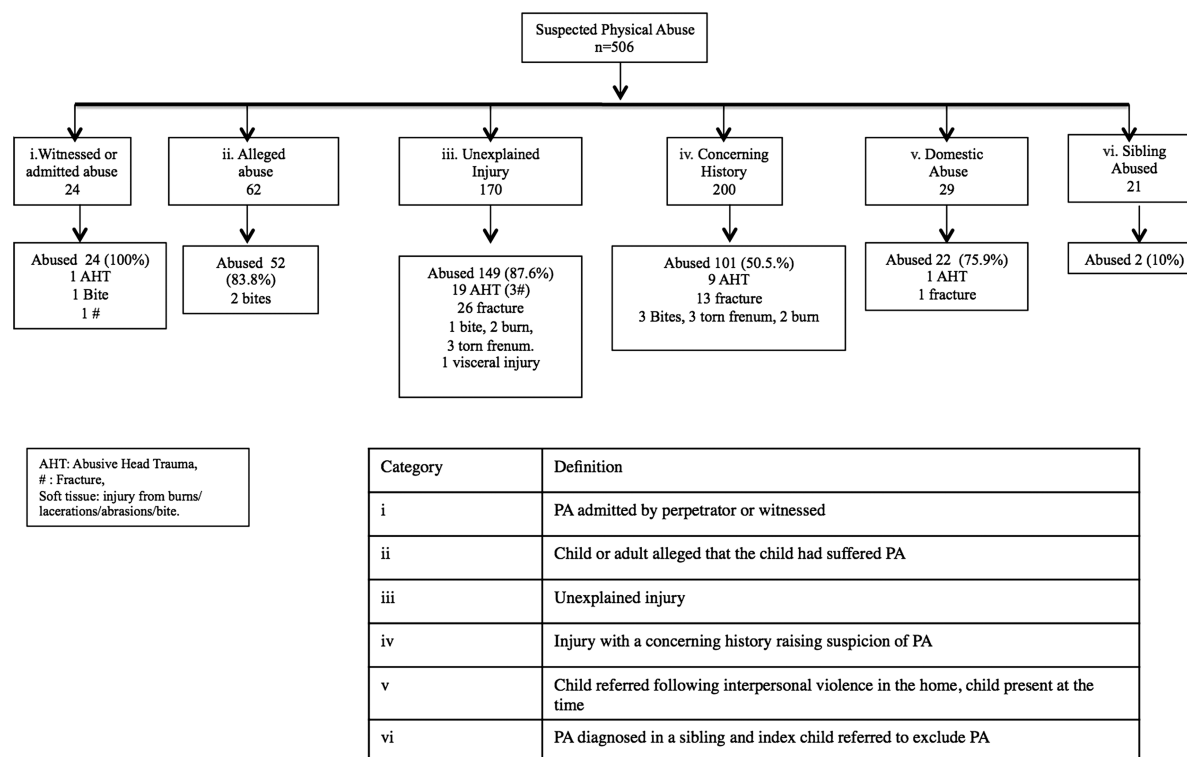 Suspected Physical Abuse
n=506
i.Witnessed or
admitted abuse
24
ii. Alleged
abuse
62
iii. Unexplained
Injury
170
iv. Concerning
History
200
v. Domestic
Abuse
29
vi. Sibling
Abused
21
Abused 24 (100%)
1 AHT
1 Bite
1 #
Abused 52
(83.8%)
2 bites
Abused 149 (87.6%)
19 AHT (3#)
26 fracture
1 bite, 2 burn,
3 torn frenum.
1 visceral injury
Abused 101 (50.5.%)
9 AHT
13 fracture
3 Bites, 3 torn frenum, 2 burn
Abused 22 (75.9%)
1 AHT
1 fracture
Abused 2 (10%)
AHT: Abusive Head Trauma,
# : Fracture,
Soft tissue: injury from burns/
lacerations/abrasions/bite.
Category Definition
i PA admitted by perpetrator or witnessed
ii Child or adult alleged that the child had suffered PA
iii Unexplained injury
iv Injury with a concerning history raising suspicion of PA
v Child referred following interpersonal violence in the home, child present at the
time
vi PA diagnosed in a sibling and index child referred to exclude PA